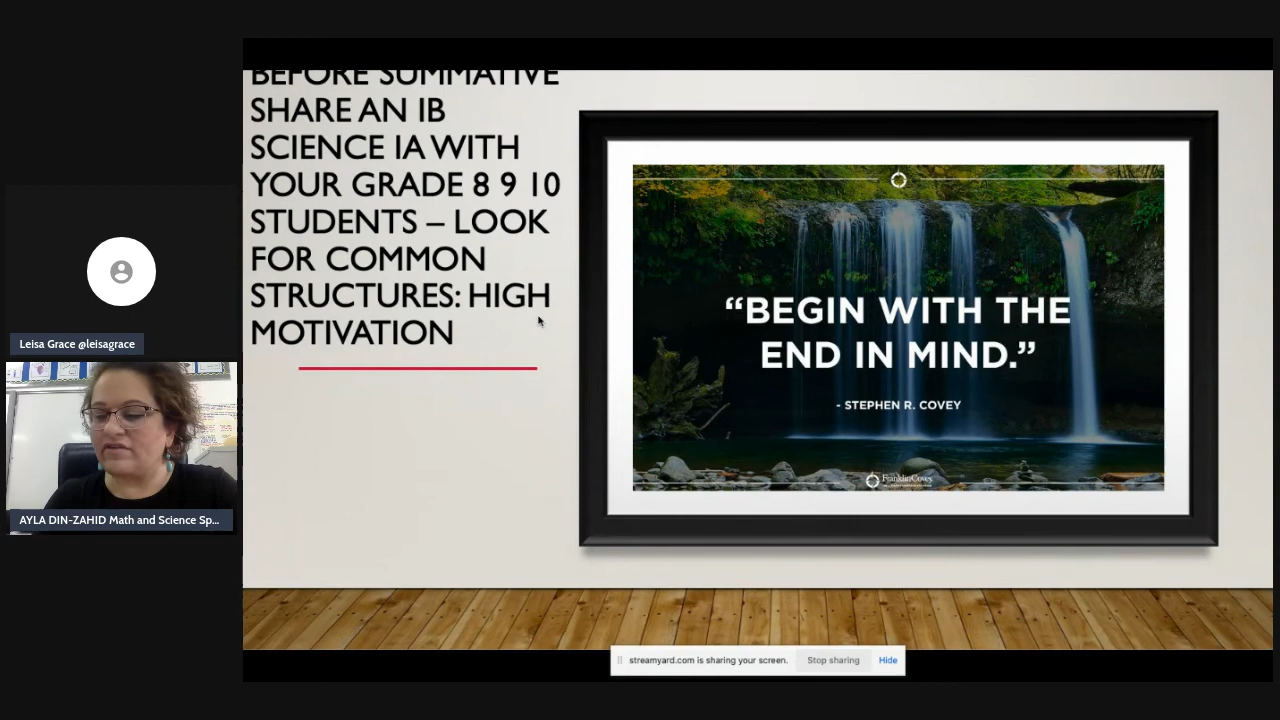 BEFORE SUMMATIVE
SHARE AN IB
SCIENCE IA WITH
YOUR GRADE 8 9 10
STUDENTS – LOOK
FOR COMMON
STRUCTURES: HIGH
MOTIVATION
“BEGIN WITH THE
END IN MIND.”
- STEPHEN R. COVEY
FranklinCovey
Leisa Grace @leisagrace
AYLA DIN-ZAHID Math and Science Sp...
streamyard.com is sharing your screen. Stop sharing Hide